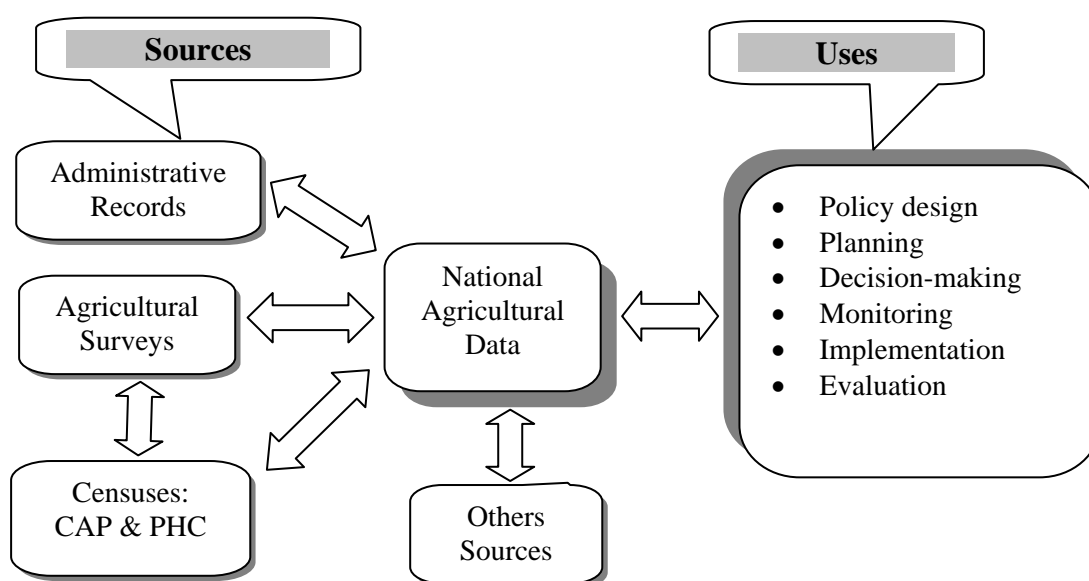 Sources
Uses
Administrative
Records
Agricultural
Surveys
Censuses:
CAP & PHC
National
Agricultural
Data
Others
Sources
• Policy design
• Planning
• Decision-making
• Monitoring
• Implementation
• Evaluation